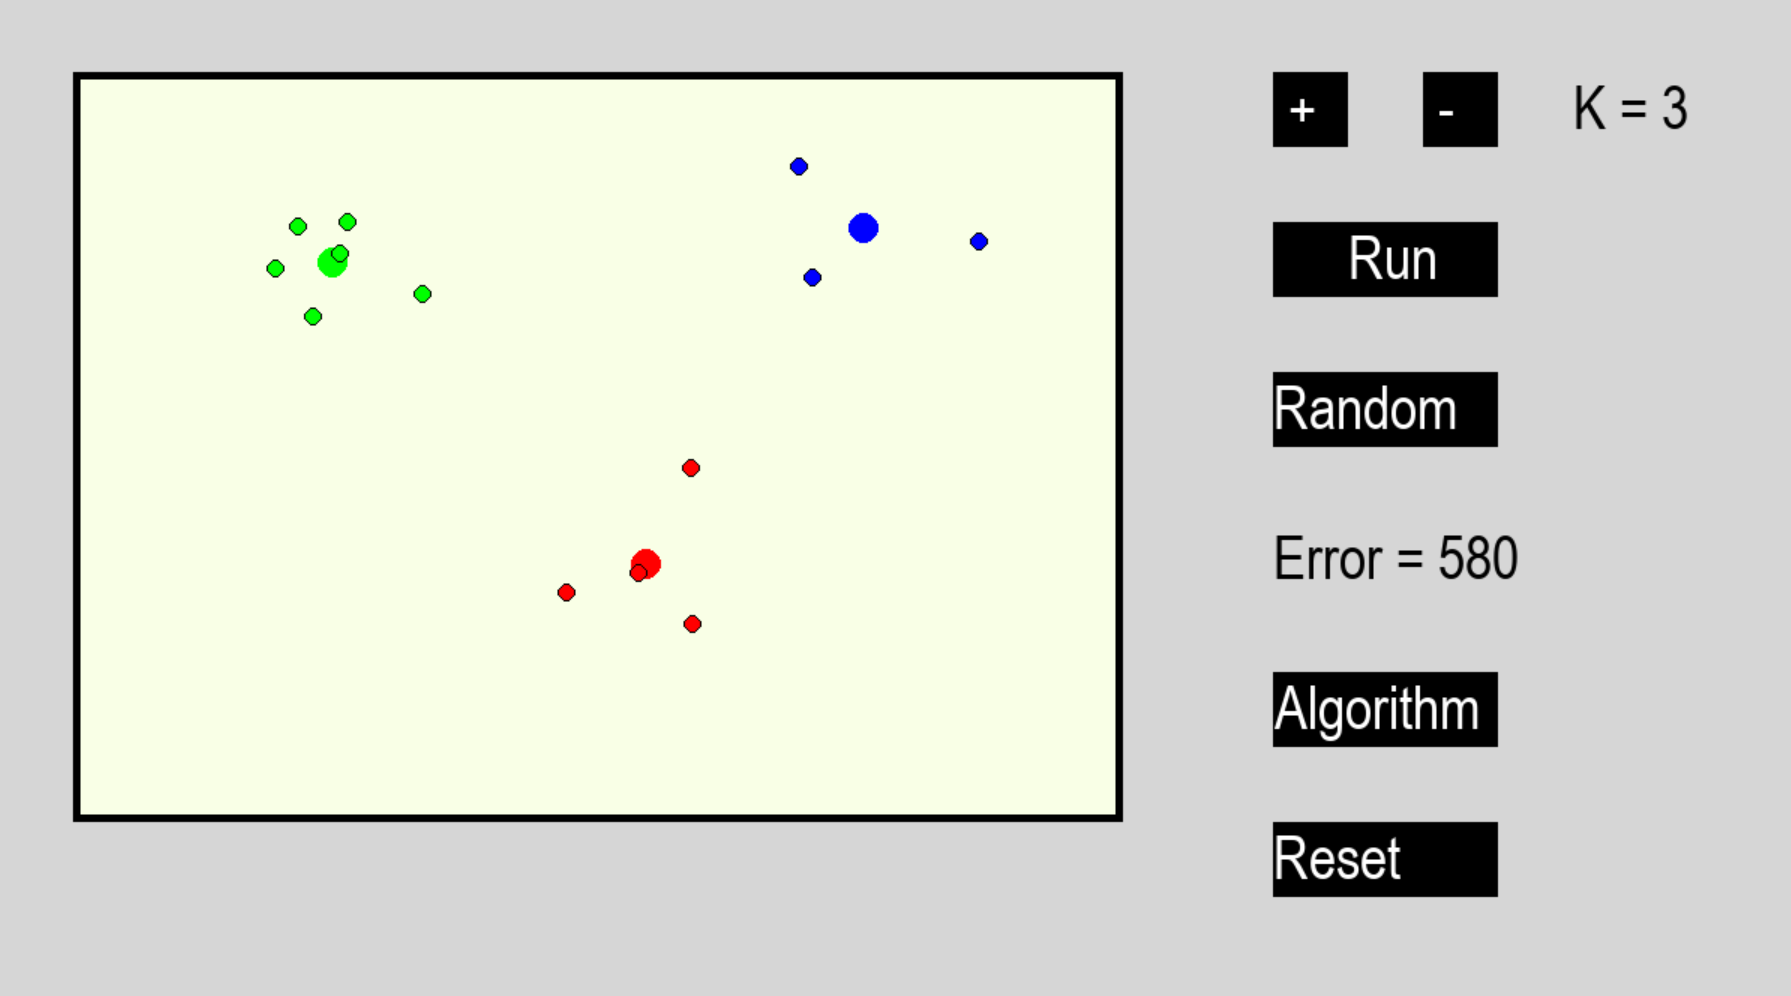 + - K = 3
Run
Random
Error = 580
Algorithm
Reset